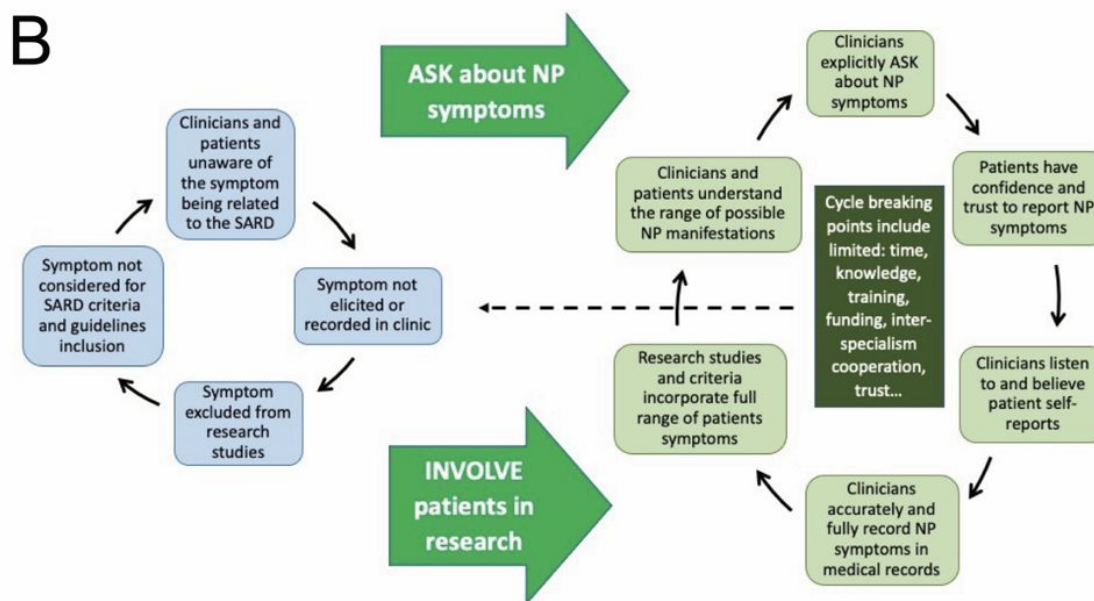 B
ASK about NP
symptoms
Clinicians and
patients
unaware of
the symptom
being related
to the SARD
Symptom not
elicited or
recorded in clinic
Symptom
excluded from
research
studies
Symptom not
considered for
SARD criteria
and guidelines
inclusion
INVOLVE
patients in
research
Clinicians
explicitly ASK
about NP
symptoms
Patients have
confidence and
trust to report NP
symptoms
Clinicians listen
to and believe
patient self-
reports
Clinicians
accurately and
fully record NP
symptoms in
medical records
Research studies
and criteria
incorporate full
range of patients
symptoms
Clinicians and
patients understand
the range of possible
NP manifestations
Cycle breaking
points include
limited: time,
knowledge,
training,
funding, inter-
specialism
cooperation,
trust...